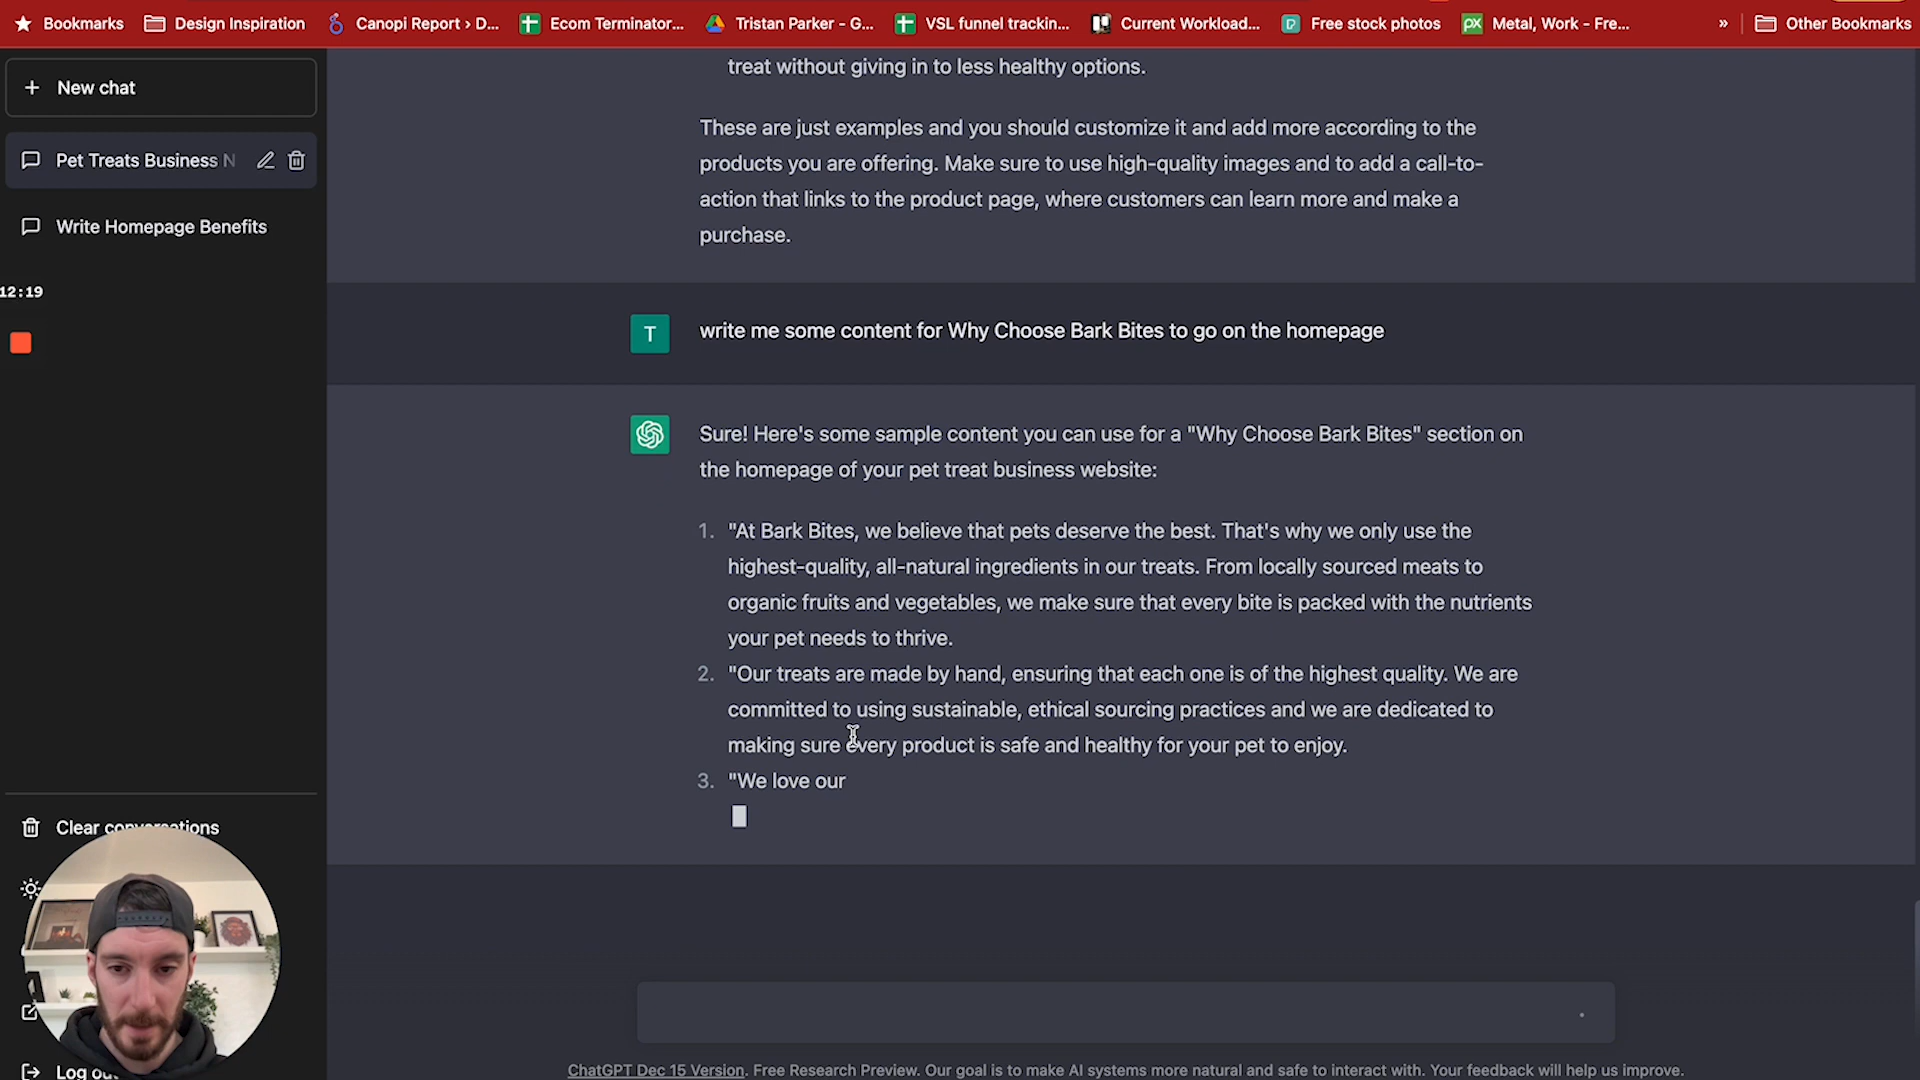 Bookmarks
Design Inspiration
Canopi Report › D...
Ecom Terminator...
Tristan Parker - G...
VSL funnel trackin...
Current Workload...
Free stock photos
Metal, Work - Fre...
»
Other Bookmarks
+ New chat
Pet Treats Business N
Write Homepage Benefits
12:19
treat without giving in to less healthy options.
These are just examples and you should customize it and add more according to the
products you are offering. Make sure to use high-quality images and to add a call-to-
action that links to the product page, where customers can learn more and make a
purchase.
T
write me some content for Why Choose Bark Bites to go on the homepage
Sure! Here's some sample content you can use for a "Why Choose Bark Bites" section on
the homepage of your pet treat business website:
1. "At Bark Bites, we believe that pets deserve the best. That's why we only use the
highest-quality, all-natural ingredients in our treats. From locally sourced meats to
organic fruits and vegetables, we make sure that every bite is packed with the nutrients
your pet needs to thrive.
2. "Our treats are made by hand, ensuring that each one is of the highest quality. We are
committed to using sustainable, ethical sourcing practices and we are dedicated to
making sure every product is safe and healthy for your pet to enjoy.
3. "We love our
Clear conversations
Log out
ChatGPT Dec 15 Version. Free Research Preview. Our goal is to make AI systems more natural and safe to interact with. Your feedback will help us improve.